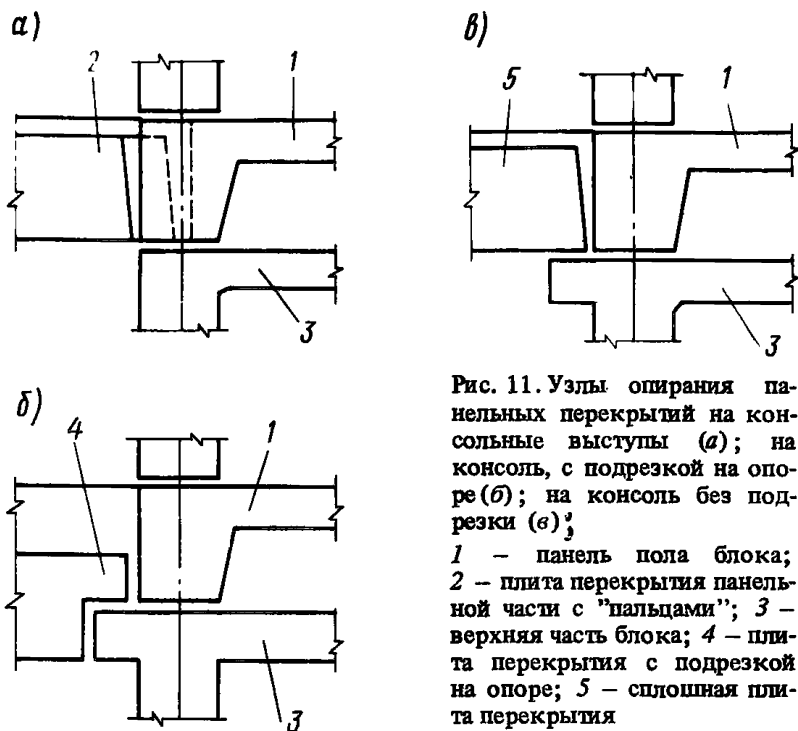 а)
2
1
3
в)
5
1
3
б)
4
1
3
Рис. 11. Узлы опирания па-
нельных перекрытий на кон-
сольные выступы (а); на
консоль, с подрезкой на опо-
ре (б); на консоль без под-
резки (в);
1 – панель пола блока;
2 – плита перекрытия панель-
ной части с "пальцами"; 3 –
верхняя часть блока; 4 – пли-
та перекрытия с подрезкой
на опоре; 5 – сплошная пли-
та перекрытия